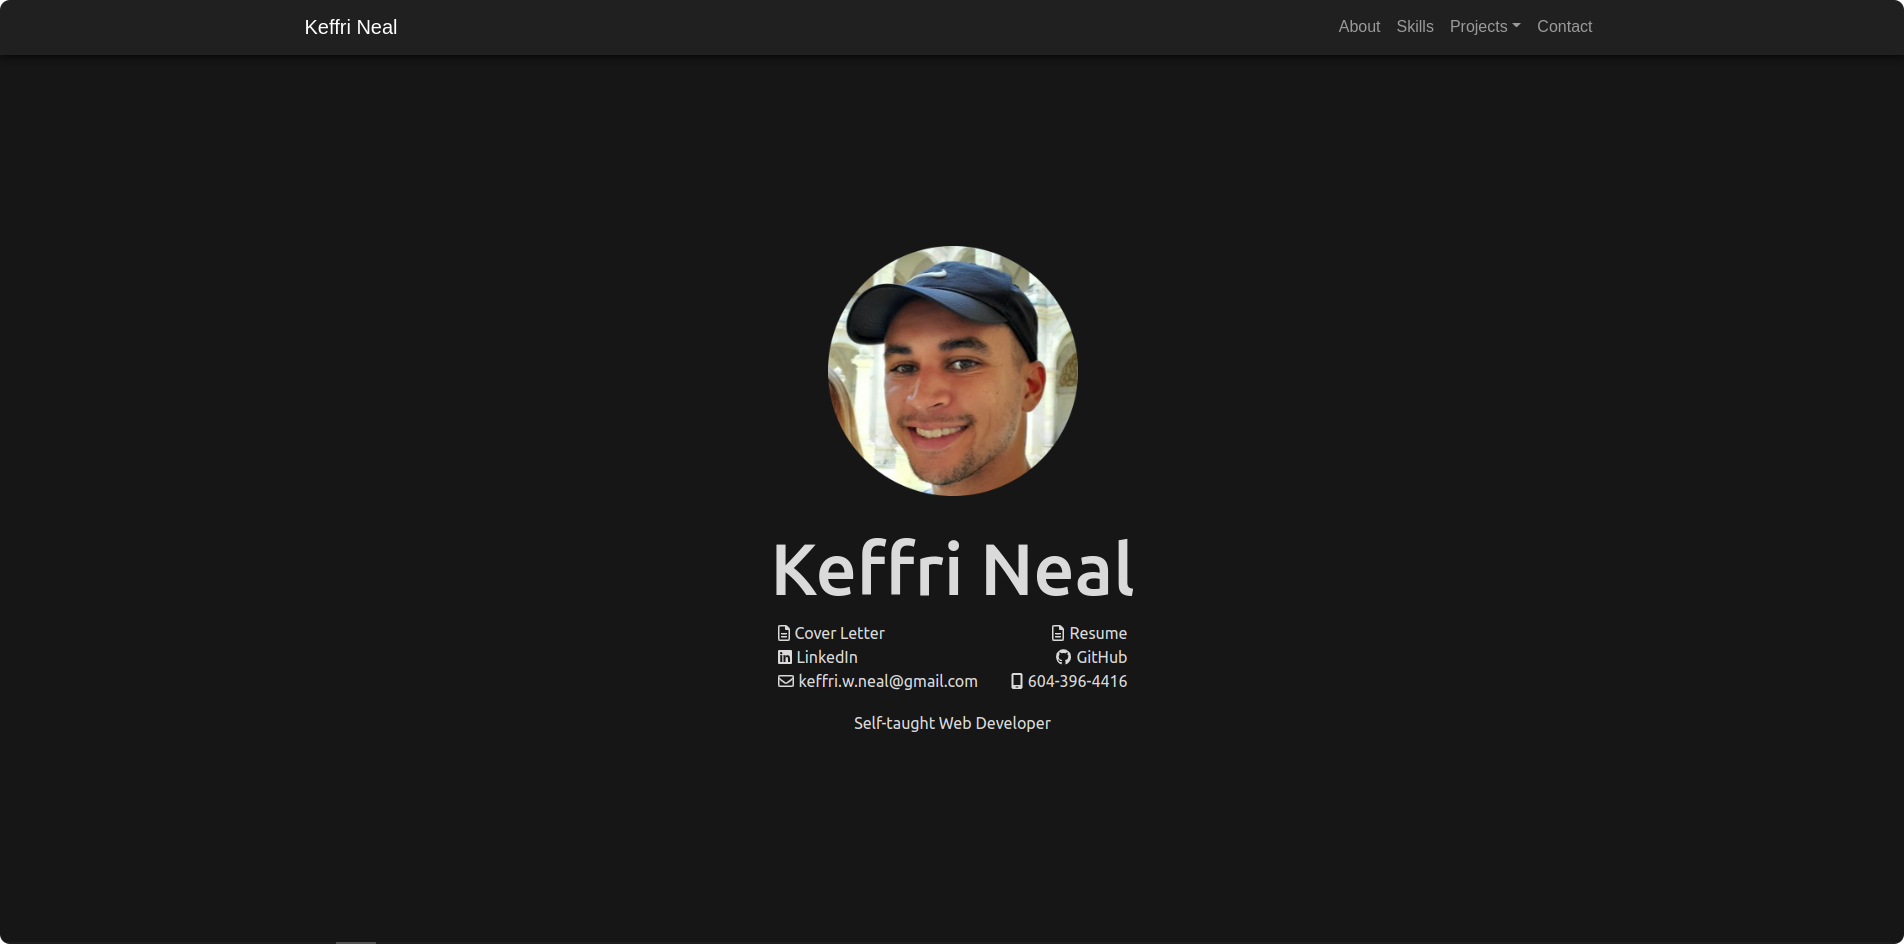 Keffri Neal
About Skills Projects Contact
Keffri Neal
Cover Letter Resume
LinkedIn GitHub
keffri.w.neal@gmail.com 604-396-4416
Self-taught Web Developer